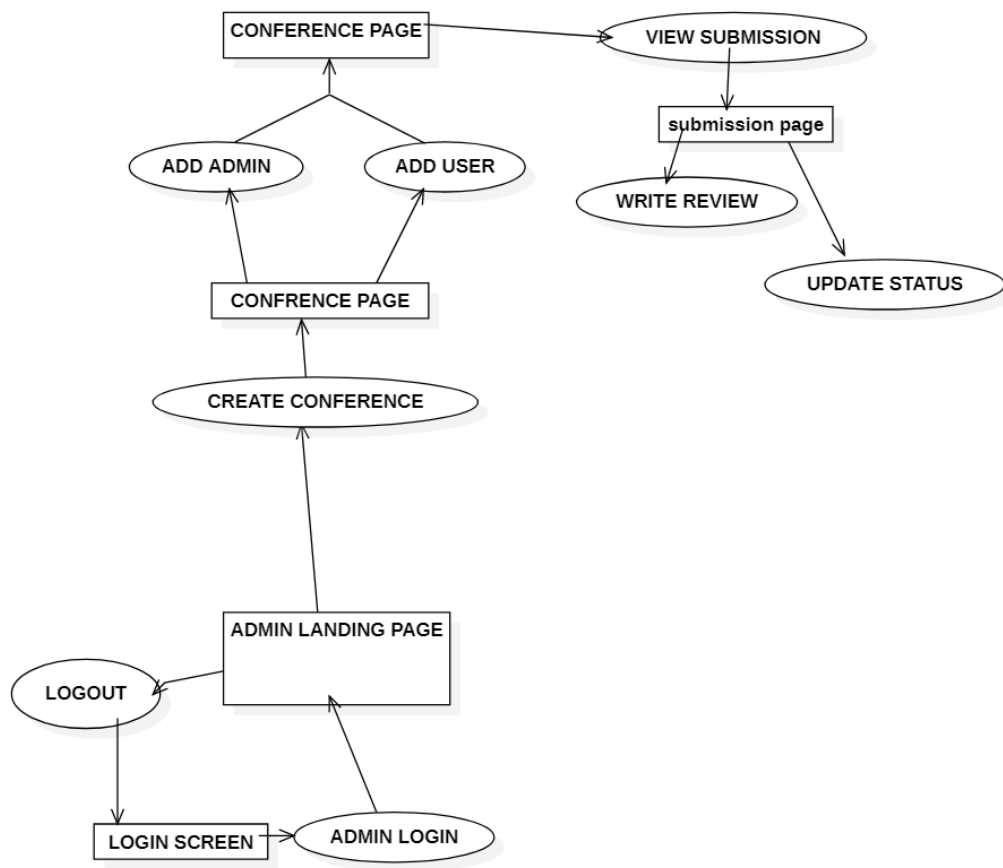 CONFERENCE PAGE
VIEW SUBMISSION
submission page
ADD ADMIN
ADD USER
WRITE REVIEW
UPDATE STATUS
CONFRENCE PAGE
CREATE CONFERENCE
ADMIN LANDING PAGE
LOGOUT
LOGIN SCREEN
ADMIN LOGIN